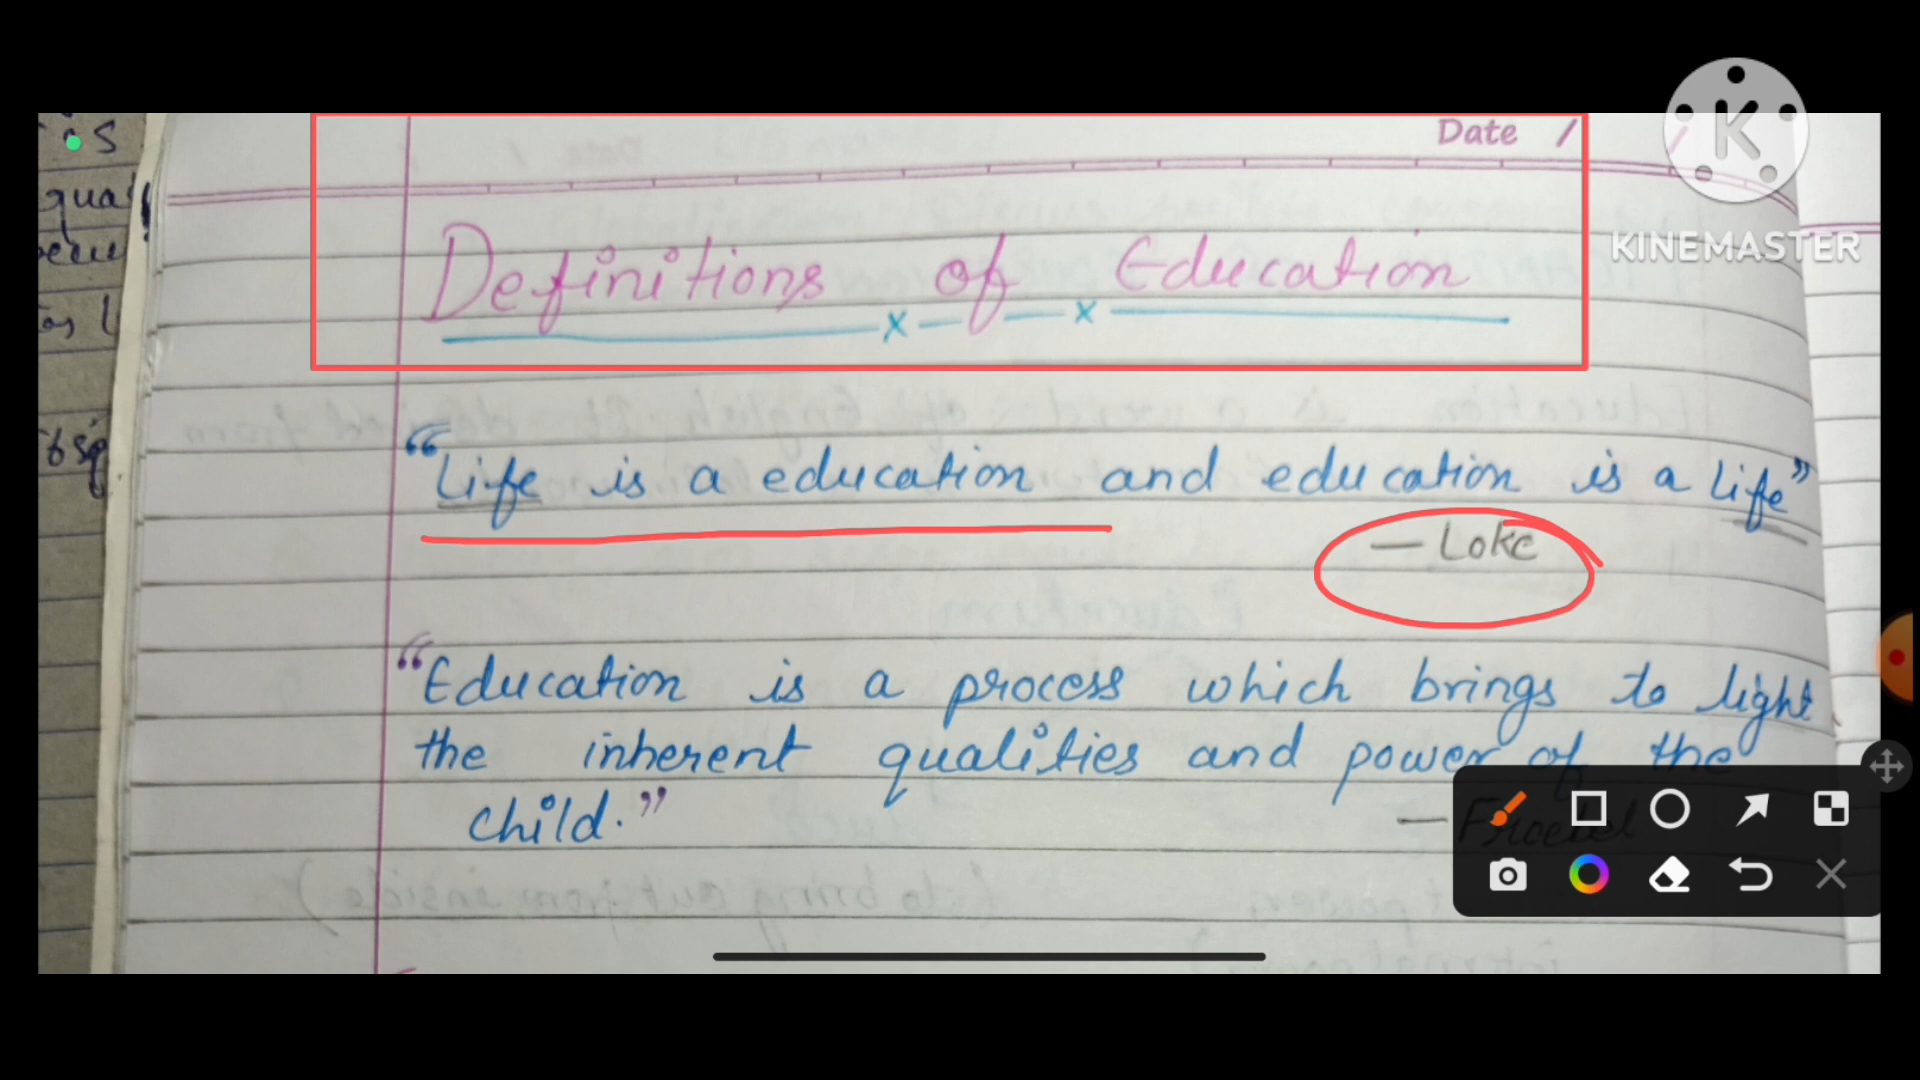 Date /
KINEMASTER
Definitions of Education
“Life is a education and education is a life”
— Loke
“Education is a process which brings to light
the inherent qualities and power of the
child.”
— Froebel